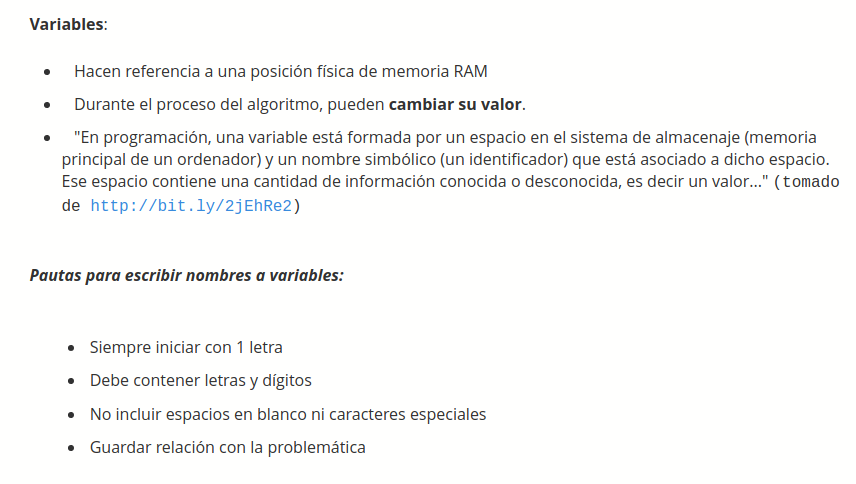 Variables:
• Hacen referencia a una posición física de memoria RAM
• Durante el proceso del algoritmo, pueden cambiar su valor.
• "En programación, una variable está formada por un espacio en el sistema de almacenaje (memoria
principal de un ordenador) y un nombre simbólico (un identificador) que está asociado a dicho espacio.
Ese espacio contiene una cantidad de información conocida o desconocida, es decir un valor..." (tomado
de http://bit.ly/2jEhRe2)
Pautas para escribir nombres a variables:
• Siempre iniciar con 1 letra
• Debe contener letras y dígitos
• No incluir espacios en blanco ni caracteres especiales
• Guardar relación con la problemática